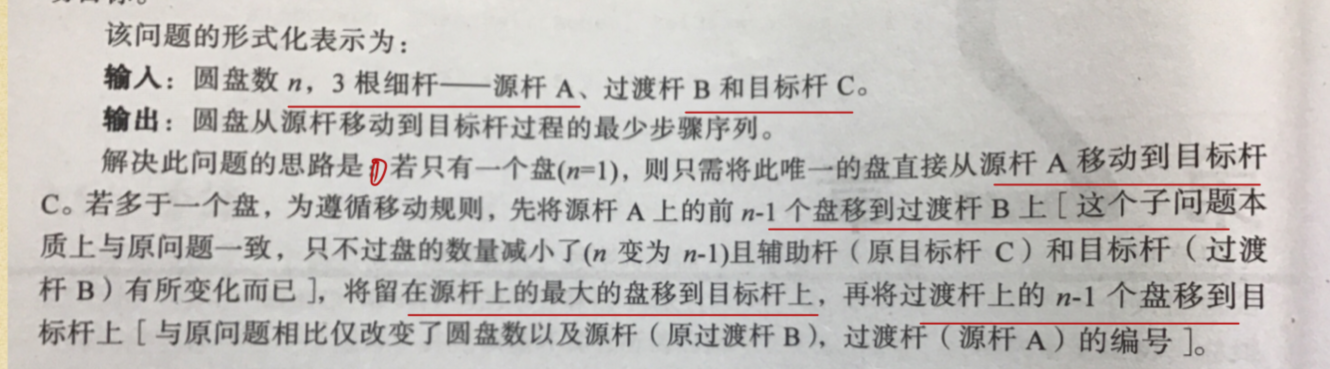 该问题的形式化表示为：
输入：圆盘数 n，3 根细杆——源杆 A、过渡杆 B 和目标杆 C。
输出：圆盘从源杆移动到目标杆过程的最少步骤序列。
解决此问题的思路是若只有一个盘(n=1)，则只需将此唯一的盘直接从源杆 A 移动到目标杆
C。若多于一个盘，为遵循移动规则，先将源杆 A 上的前 n-1 个盘移到过渡杆 B 上［这个子问题本
质上与原问题一致，只不过盘的数量减小了(n 变为 n-1)且辅助杆（原目标杆 C）和目标杆（过渡
杆 B）有所变化而已］，将留在源杆上的最大的盘移到目标杆上，再将过渡杆上的 n-1 个盘移到目
标杆上［与原问题相比仅改变了圆盘数以及源杆（原过渡杆 B），过渡杆（源杆 A）的编号］。